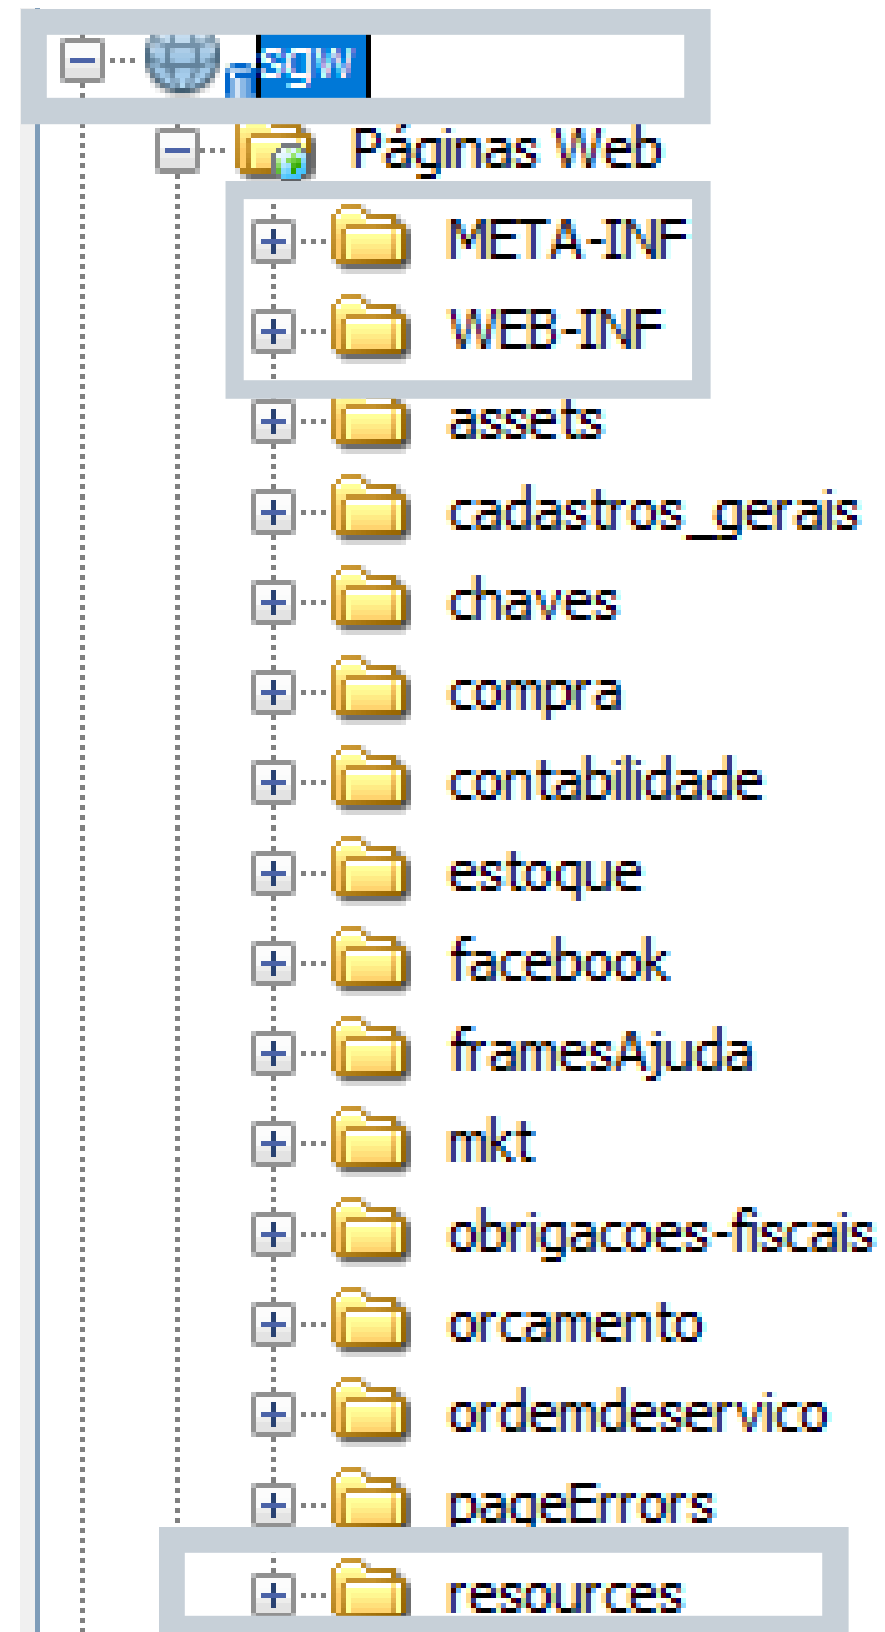 sgw
Páginas Web
META-INF
WEB-INF
assets
cadastros_gerais
chaves
compra
contabilidade
estoque
facebook
framesAjuda
mkt
obrigacoes-fiscais
orcamento
ordemdeservico
pageErrors
resources